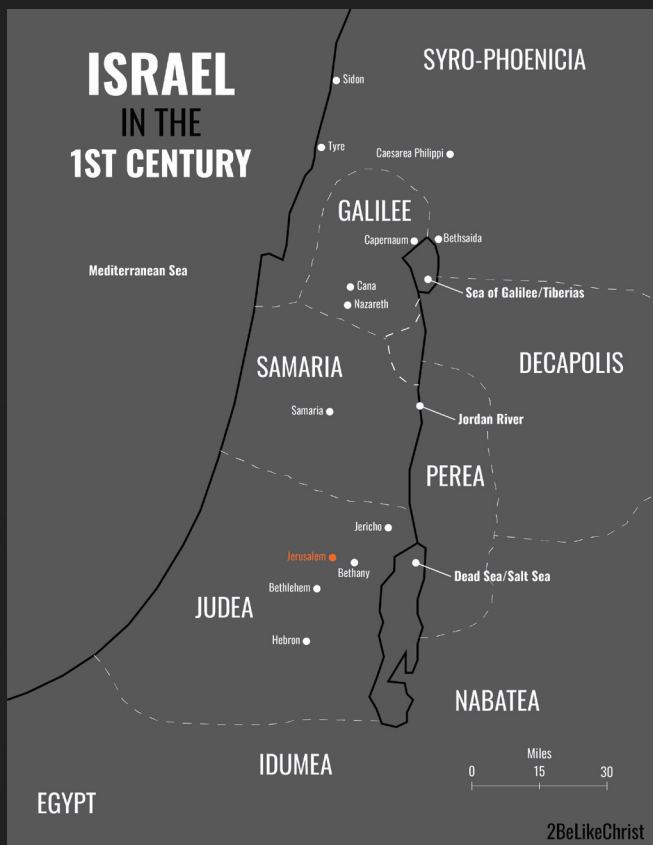 ISRAEL
IN THE
1ST CENTURY
SYRO-PHOENICIA
Sidon
Tyre
Caesarea Philippi
GALILEE
Capernaum
Bethsaida
Mediterranean Sea
Cana
Sea of Galilee/Tiberias
Nazareth
SAMARIA
DECAPOLIS
Samaria
Jordan River
PEREA
Jericho
Jerusalem
Bethany
Dead Sea/Salt Sea
Bethlehem
JUDEA
Hebron
NABATEA
IDUMEA
Miles
0 15 30
EGYPT
2BeLikeChrist